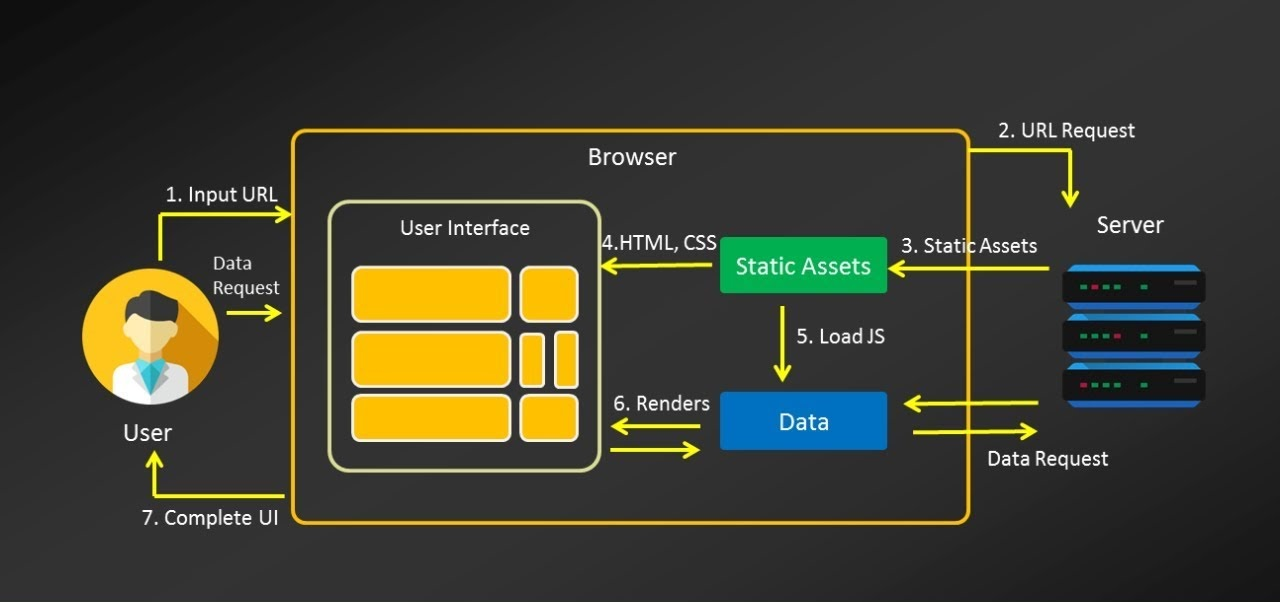 2. URL Request
Browser
1. Input URL
Server
User Interface
4.HTML, CSS
Static Assets
3. Static Assets
Data
Request
5. Load JS
6. Renders
Data
User
Data Request
7. Complete UI